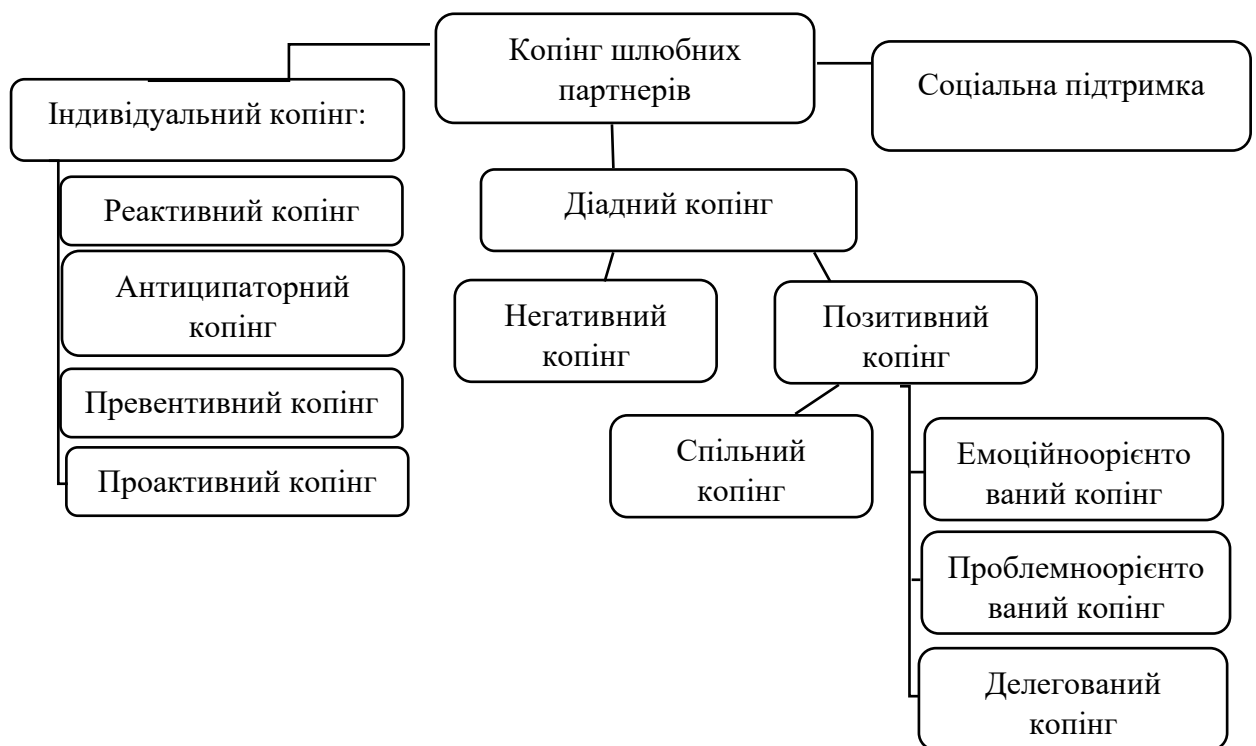 Копінг шлюбних
партнерів
Соціальна підтримка
Індивідуальний копінг:
Реактивний копінг
Антиципаторний
копінг
Превентивний копінг
Проактивний копінг
Діадний копінг
Негативний
копінг
Позитивний
копінг
Спільний
копінг
Емоційноорієнто
ваний копінг
Проблемноорієнто
ваний копінг
Делегований
копінг